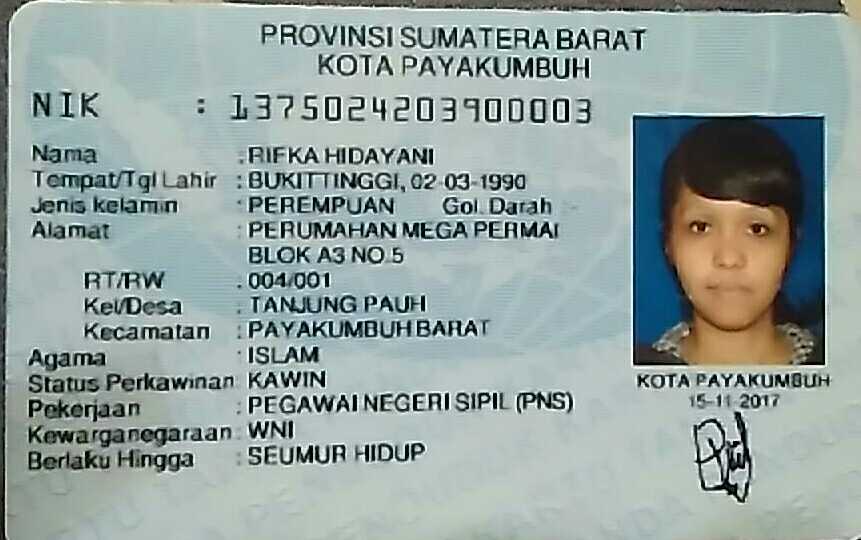 PROVINSI SUMATERA BARAT
KOTA PAYAKUMBUH
NIK : 1375024203900003
Nama : RIFKA HIDAYANI
Tempat/Tgl Lahir : BUKITTINGGI, 02-03-1990
Jenis kelamin : PEREMPUAN Gol. Darah : -
Alamat : PERUMAHAN MEGA PERMAI
BLOK A3 NO 5
RT/RW : 004/001
Kel/Desa : TANJUNG PAUH
Kecamatan : PAYAKUMBUH BARAT
Agama : ISLAM
Status Perkawinan: KAWIN
Pekerjaan : PEGAWAI NEGERI SIPIL (PNS)
Kewarganegaraan: WNI
Berlaku Hingga : SEUMUR HIDUP
KOTA PAYAKUMBUH
15-11-2017